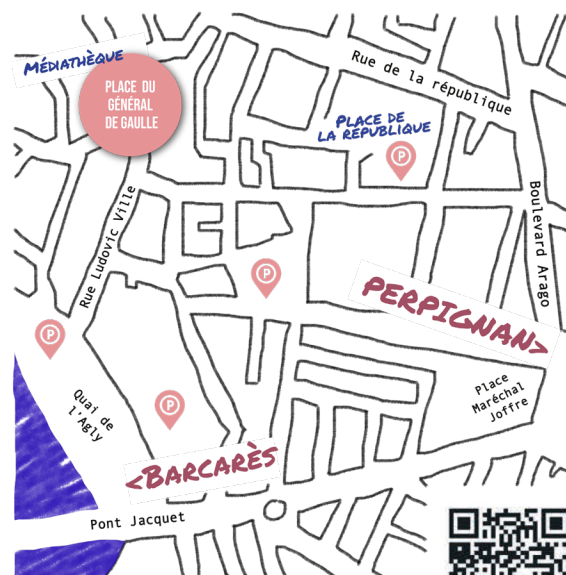 MÉDIATHÈQUE
PLACE DU
GÉNÉRAL
DE GAULLE
Rue de la république
PLACE DE
LA RÉPUBLIQUE
P
Boulevard Arago
Rue Ludovic Ville
P
PERPIGNAN>
P
Place
Maréchal
Joffre
Quai de
l'Agly
P
<BARCARÈS
Pont Jacquet